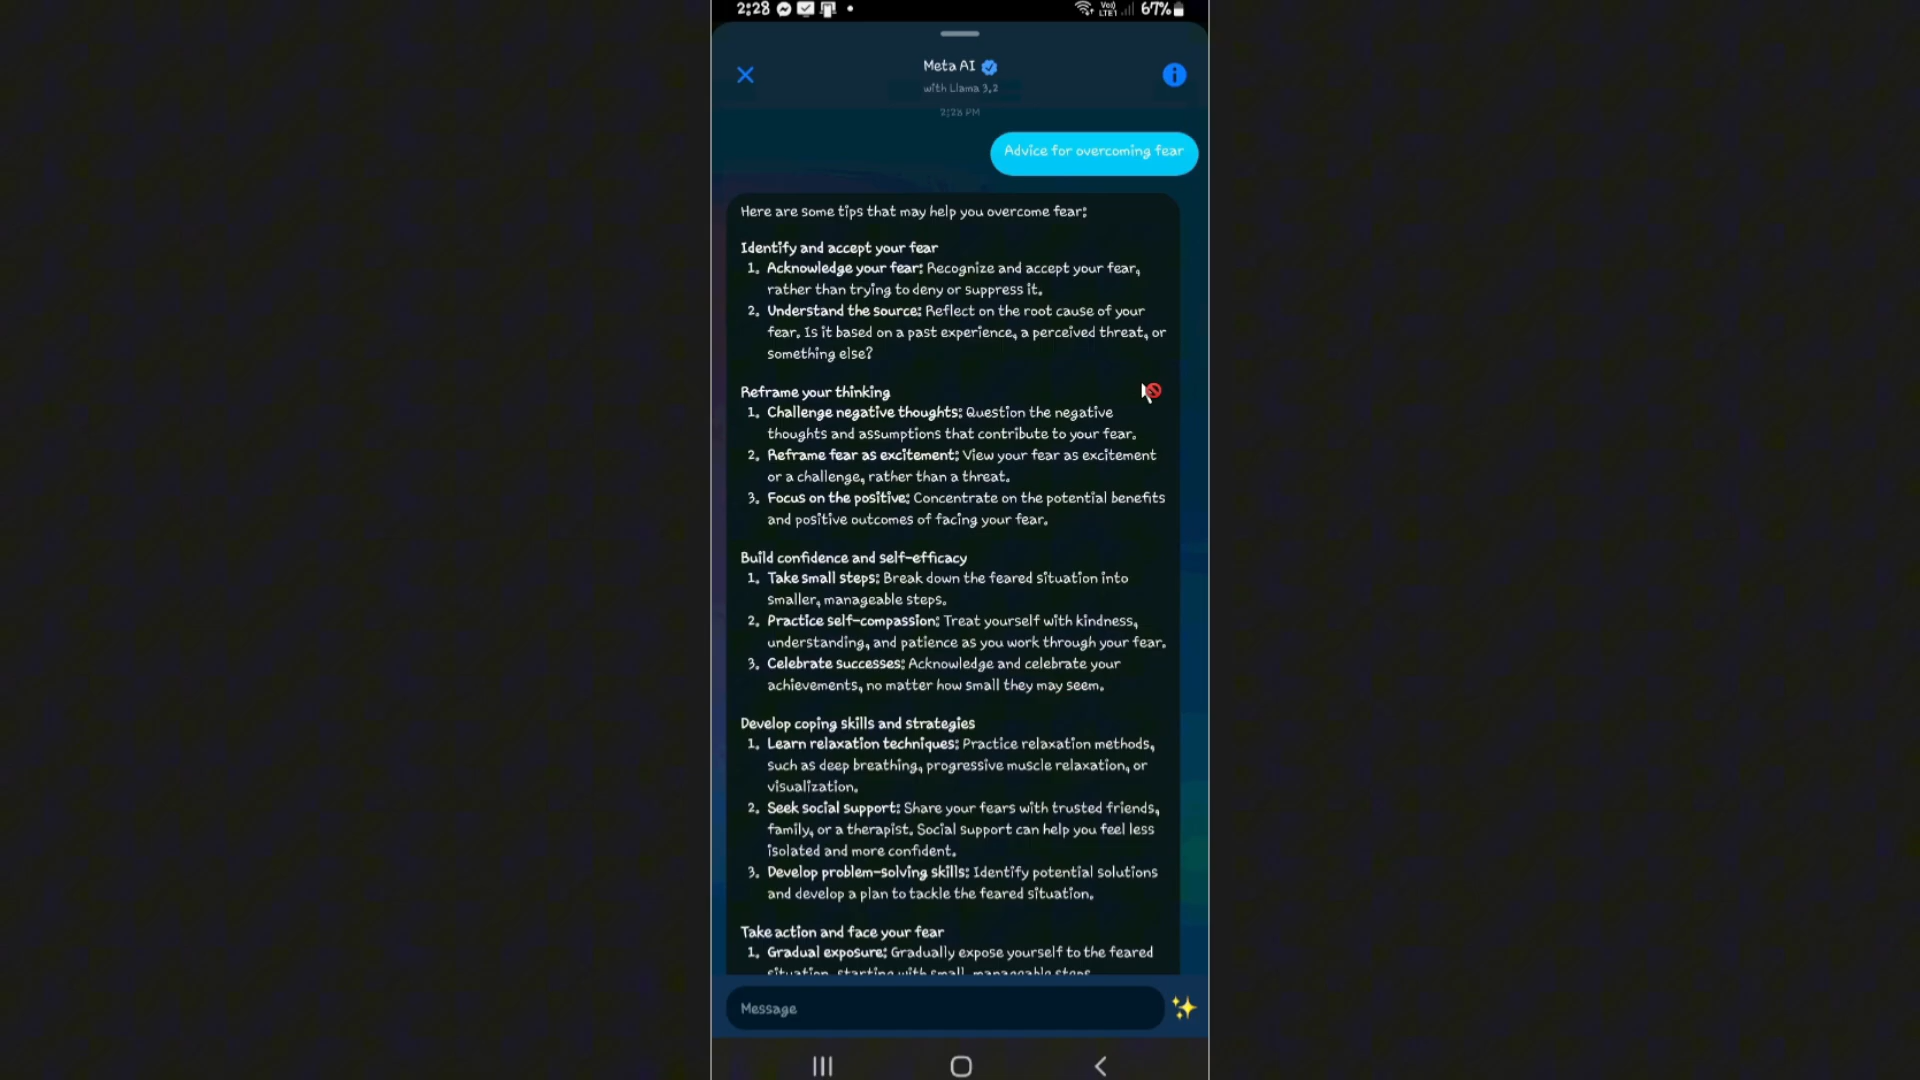 2:28 67%
Meta AI
with Llama 3.2
2:28 PM
Advice for overcoming fear
Here are some tips that may help you overcome fear:
Identify and accept your fear
1. Acknowledge your fear: Recognize and accept your fear,
rather than trying to deny or suppress it.
2. Understand the source: Reflect on the root cause of your
fear. Is it based on a past experience, a perceived threat, or
something else?
Reframe your thinking
1. Challenge negative thoughts: Question the negative
thoughts and assumptions that contribute to your fear.
2. Reframe fear as excitement: View your fear as excitement
or a challenge, rather than a threat.
3. Focus on the positive: Concentrate on the potential benefits
and positive outcomes of facing your fear.
Build confidence and self-efficacy
1. Take small steps: Break down the feared situation into
smaller, manageable steps.
2. Practice self-compassion: Treat yourself with kindness,
understanding, and patience as you work through your fear.
3. Celebrate successes: Acknowledge and celebrate your
achievements, no matter how small they may seem.
Develop coping skills and strategies
1. Learn relaxation techniques: Practice relaxation methods,
such as deep breathing, progressive muscle relaxation, or
visualization.
2. Seek social support: Share your fears with trusted friends,
family, or a therapist. Social support can help you feel less
isolated and more confident.
3. Develop problem-solving skills: Identify potential solutions
and develop a plan to tackle the feared situation.
Take action and face your fear
1. Gradual exposure: Gradually expose yourself to the feared
situation, starting with small, manageable steps.
Message